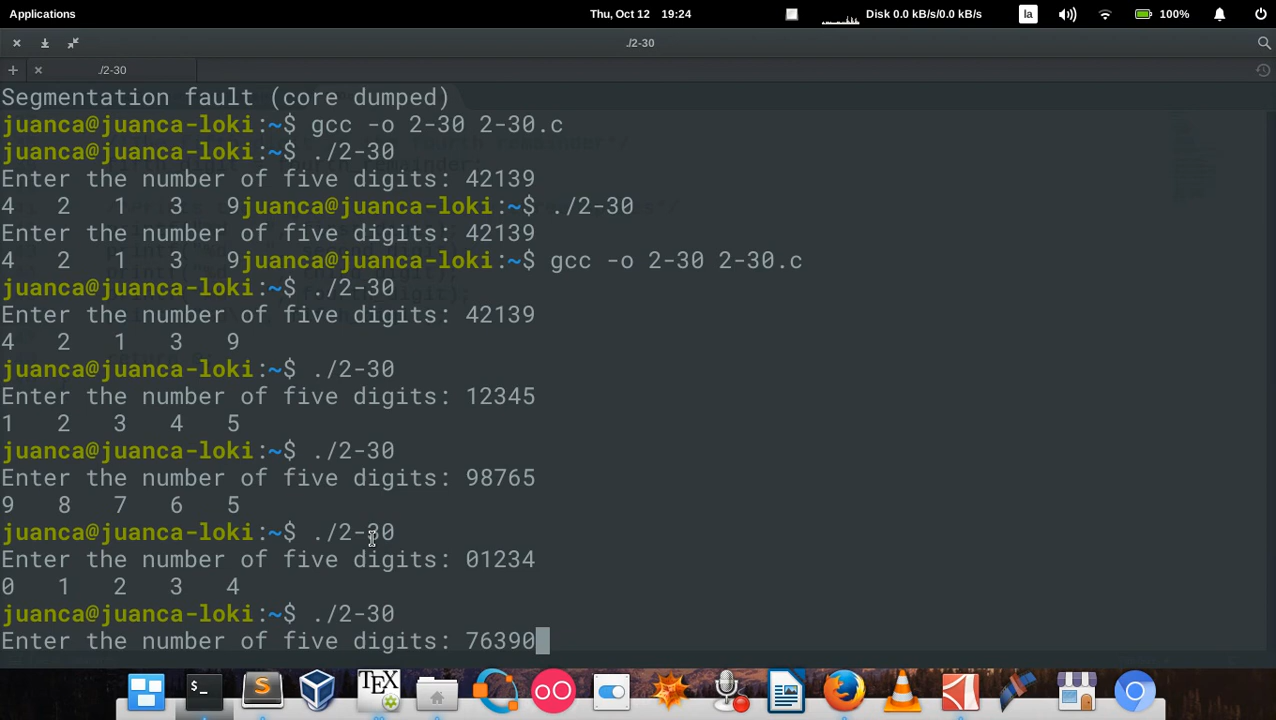 Applications
Thu, Oct 12 19:24
Disk 0.0 kB/s/0.0 kB/s
la
100%
./2-30
./2-30
Segmentation fault (core dumped)
juanca@juanca-loki:~$ gcc -o 2-30 2-30.c
juanca@juanca-loki:~$ ./2-30
Enter the number of five digits: 42139
4   2   1   3   9juanca@juanca-loki:~$ ./2-30
Enter the number of five digits: 42139
4   2   1   3   9juanca@juanca-loki:~$ gcc -o 2-30 2-30.c
juanca@juanca-loki:~$ ./2-30
Enter the number of five digits: 42139
4   2   1   3   9
juanca@juanca-loki:~$ ./2-30
Enter the number of five digits: 12345
1   2   3   4   5
juanca@juanca-loki:~$ ./2-30
Enter the number of five digits: 98765
9   8   7   6   5
juanca@juanca-loki:~$ ./2-30
Enter the number of five digits: 01234
0   1   2   3   4
juanca@juanca-loki:~$ ./2-30
Enter the number of five digits: 76390
>_
S
TEX